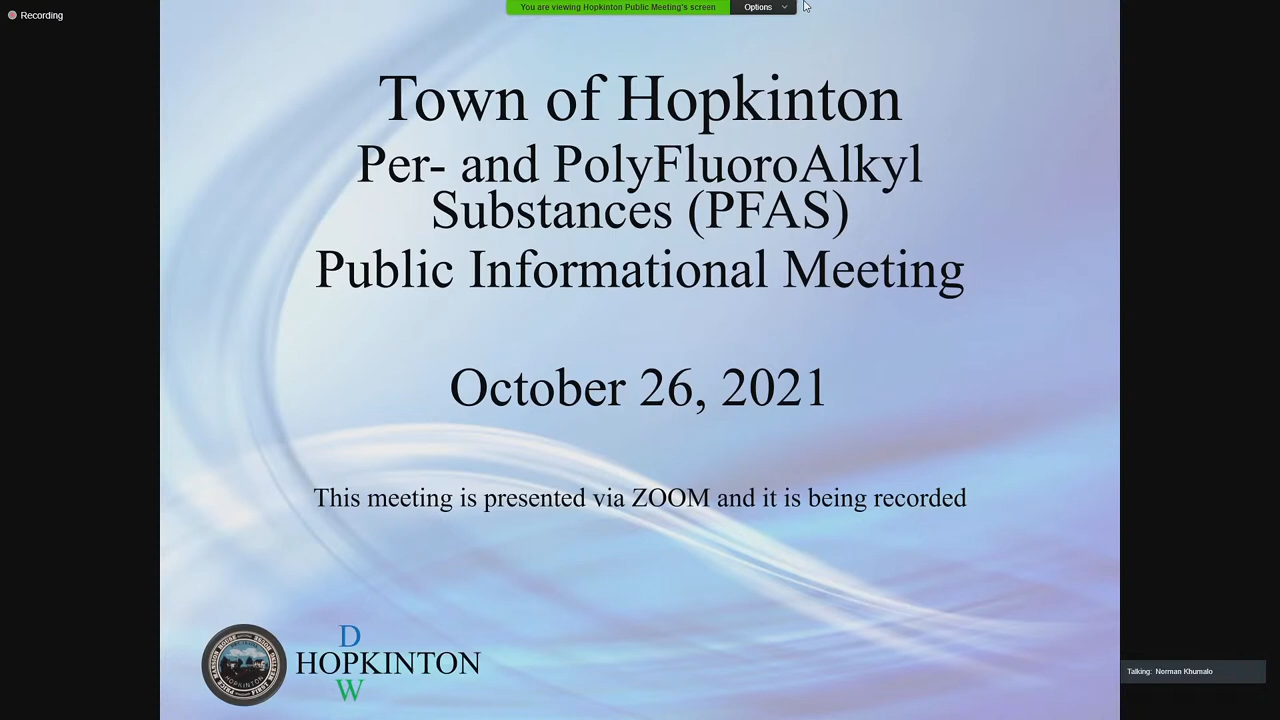 Recording
You are viewing Hopkinton Public Meeting's screen
Options
Town of Hopkinton
Per- and PolyFluoroAlkyl
Substances (PFAS)
Public Informational Meeting
October 26, 2021
This meeting is presented via ZOOM and it is being recorded
D
HOPKINTON
W
HOPKINTON
Talking: Norman Khumalo